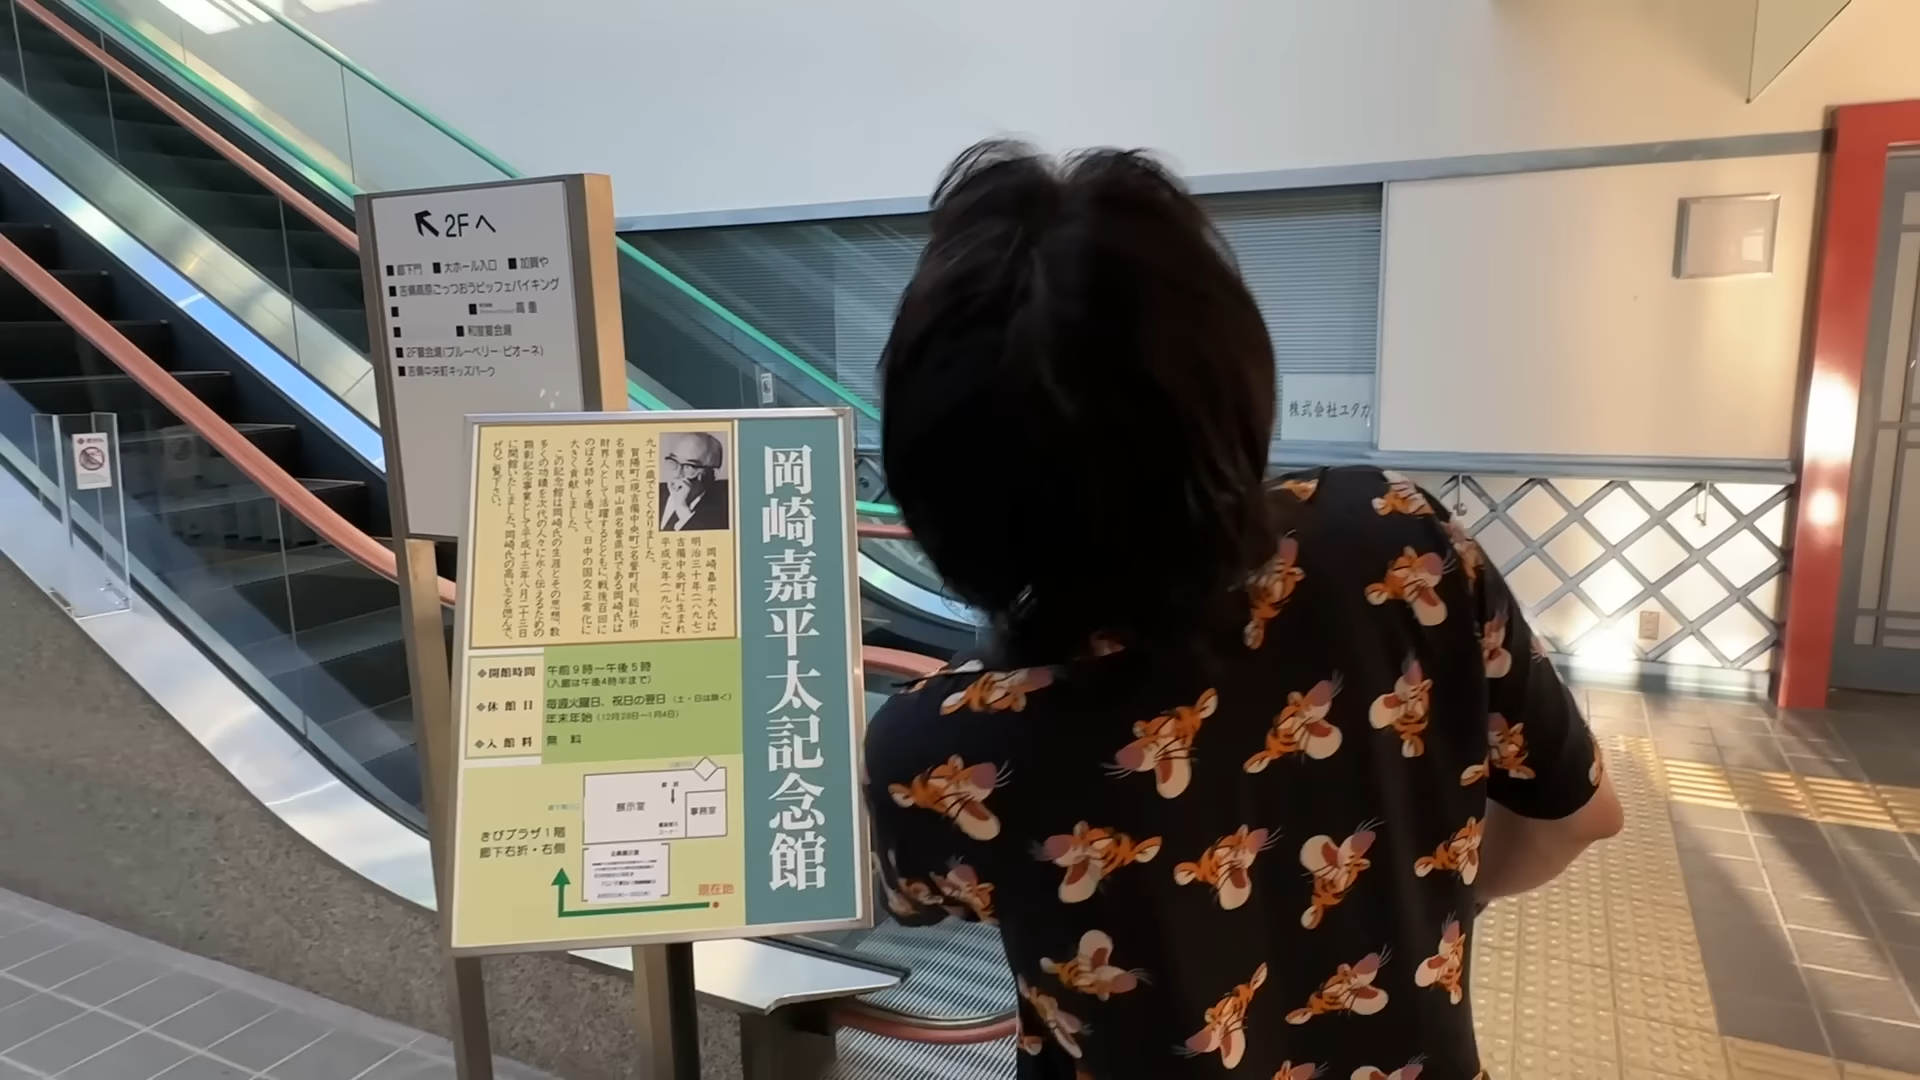 2Fへ
■廊下門 ■大ホール入口 ■加賀や
■吉備高原ごっつおうビッフェバイキング
■高重
■和室宴会場
■2F宴会場(ブルーベリー・ピオーネ)
■吉備中央町キッズパーク
株式会社ユタカ
岡崎嘉平太記念館
岡崎嘉平太氏は
明治三十年(一八九七)
吉備中央町に生まれ
平成元年(一九八九)に
九十二歳で亡くなりました。
賀陽町(現吉備中央町)名誉町民、総社市
名誉市民、岡山県名誉県民である岡崎氏は
財界人として活躍するとともに、戦後百回に
のぼる訪中を通じて、日中の国交正常化に
大きく貢献しました。
この記念館は岡崎氏の生涯とその思想、数
多くの功績を次代の人々に永く伝えるための
顕彰記念事業として平成十三年八月二十三日
に開館いたしました。岡崎氏の高い志を偲んで、
ぜひご覧下さい。
◆開館時間 午前9時〜午後5時
(入館は午後4時半まで)
◆休館日 毎週火曜日、祝日の翌日(土・日は除く)
年末年始(12月28日〜1月4日)
◆入館料 無料
展示室
事務室
きびプラザ1階
廊下右折・右側
企画展示室
現在地